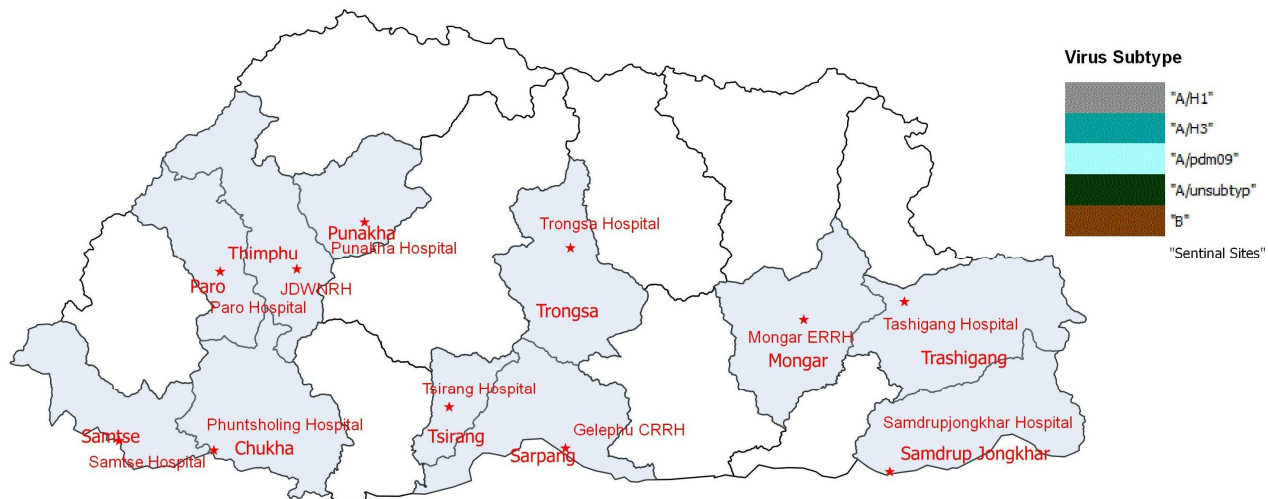 Virus Subtype
"A/H1"
"A/H3"
"A/pdm09"
"A/unsubtyp"
"B"
"Sentinal Sites"
Punakha
Punakha Hospital
Thimphu
JDWNRH
Paro
Paro Hospital
Trongsa Hospital
Trongsa
Mongar ERRH
Mongar
Tashigang Hospital
Trashigang
Tsirang Hospital
Tsirang
Gelephu CRRH
Sarpang
Phuntsholing Hospital
Chukha
Samtse
Samtse Hospital
Samdrupjongkhar Hospital
Samdrup Jongkhar